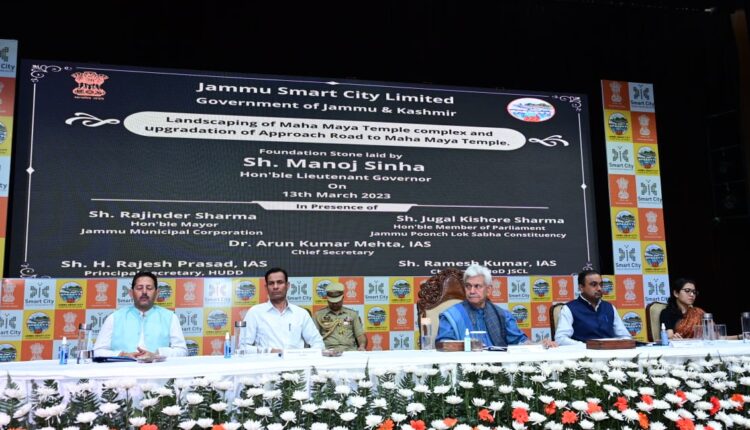 Jammu Smart City Limited
Government of Jammu & Kashmir
Landscaping of Maha Maya Temple complex and
upgradation of Approach Road to Maha Maya Temple.
Foundation Stone laid by
Sh. Manoj Sinha
Hon'ble Lieutenant Governor
On
13th March 2023
In Presence of
Sh. Rajinder Sharma
Hon'ble Mayor
Jammu Municipal Corporation
Sh. Jugal Kishore Sharma
Hon'ble Member of Parliament
Jammu Poonch Lok Sabha Constituency
Dr. Arun Kumar Mehta, IAS
Chief Secretary
Sh. H. Rajesh Prasad, IAS
Principal Secretary, HUDD
Sh. Ramesh Kumar, IAS
JSCL
Smart City